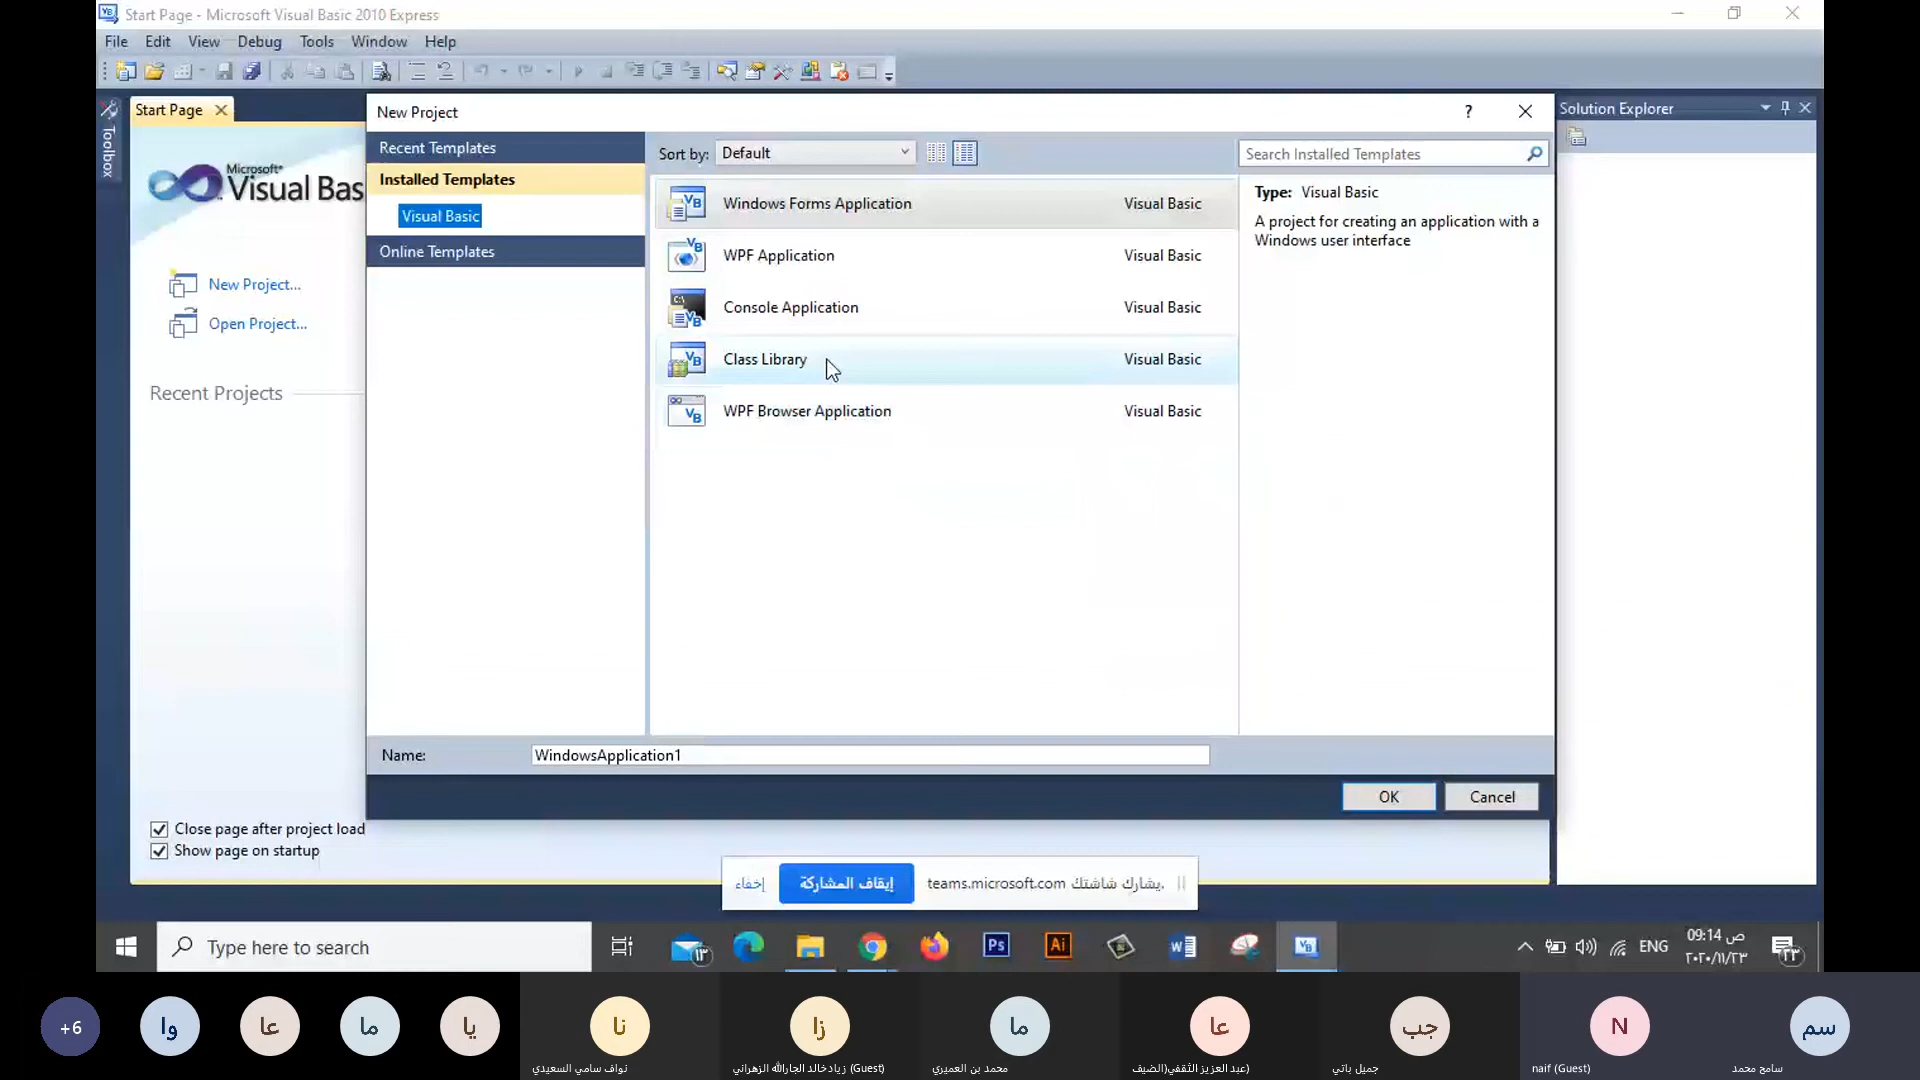 Start Page - Microsoft Visual Basic 2010 Express
File Edit View Debug Tools Window Help
Toolbox
Start Page
Microsoft®
Visual Bas
New Project...
Open Project...
Recent Projects
Close page after project load
Show page on startup
New Project
Recent Templates
Installed Templates
Visual Basic
Online Templates
Sort by: Default
Search Installed Templates
Windows Forms Application Visual Basic
WPF Application Visual Basic
Console Application Visual Basic
Class Library Visual Basic
WPF Browser Application Visual Basic
Type: Visual Basic
A project for creating an application with a
Windows user interface
Name: WindowsApplication1
OK Cancel
Solution Explorer
إخفاء
إيقاف المشاركة
teams.microsoft.com يشارك شاشتك.
Type here to search
١٣
Ps
Ai
ENG
09:14 ص
٢٠٢٠/١١/٢٣
٢٣
+6
وا
عا
ما
يا
نا
نواف سامي السعيدي
زا
زيادخالد الجارالله الزهراني (Guest)
ما
محمد بن العميري
عا
عبد العزيز الثقفي(الضيف)
جب
جميل باتي
N
naif (Guest)
سم
سامح محمد